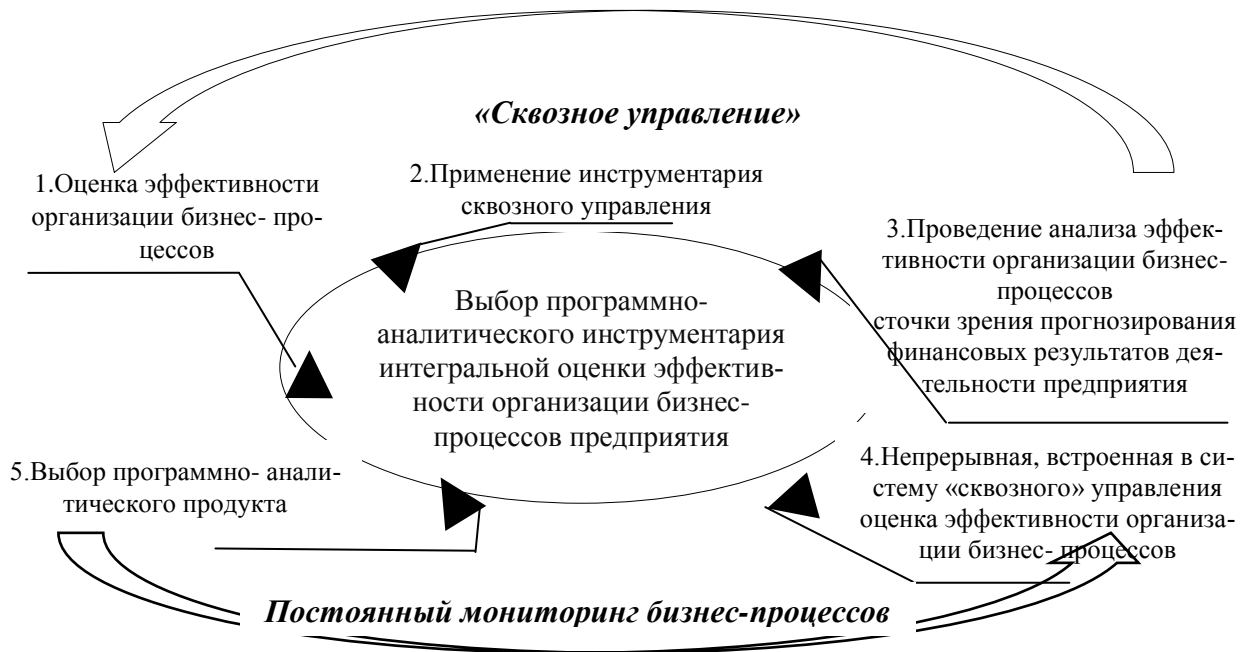 «Сквозное управление»
1.Оценка эффективности
организации бизнес- про-
цессов
2.Применение инструментария
сквозного управления
3.Проведение анализа эффек-
тивности организации бизнес-
процессов
сточки зрения прогнозирования
финансовых результатов дея-
тельности предприятия
Выбор программно-
аналитического инструментария
интегральной оценки эффектив-
ности организации бизнес-
процессов предприятия
5.Выбор программно- анали-
тического продукта
4.Непрерывная, встроенная в си-
стему «сквозного» управления
оценка эффективности организа-
ции бизнес- процессов
Постоянный мониторинг бизнес-процессов